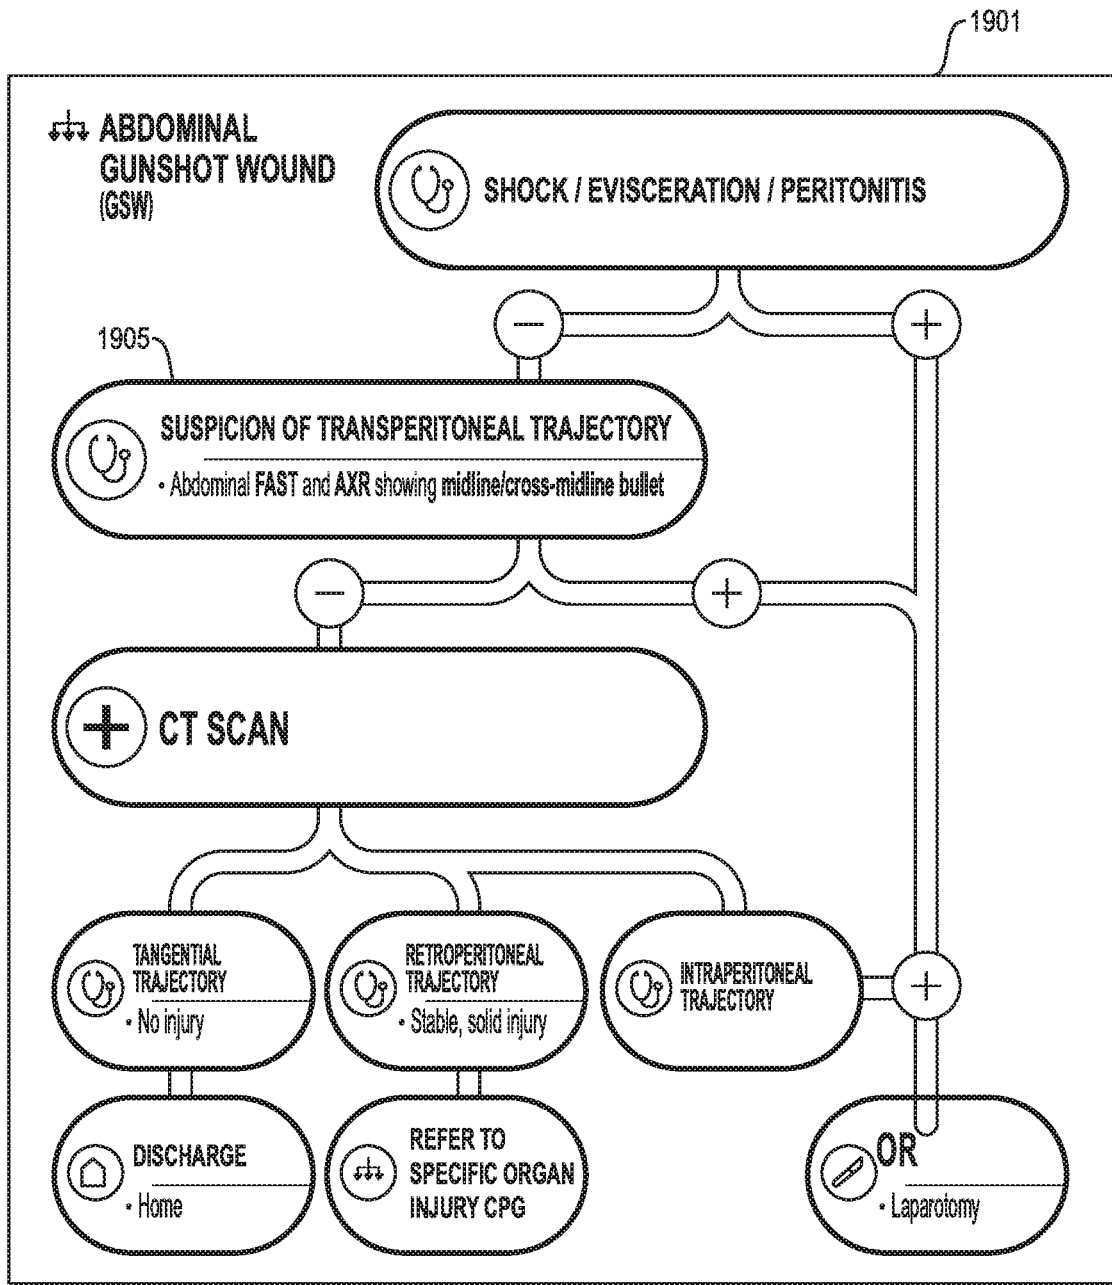 1901
ABDOMINAL
GUNSHOT WOUND
(GSW)
SHOCK / EVISCERATION / PERITONITIS
−
+
1905
SUSPICION OF TRANSPERITONEAL TRAJECTORY
• Abdominal FAST and AXR showing midline/cross-midline bullet
−
+
CT SCAN
TANGENTIAL
TRAJECTORY
• No injury
RETROPERITONEAL
TRAJECTORY
• Stable, solid injury
INTRAPERITONEAL
TRAJECTORY
+
DISCHARGE
• Home
REFER TO
SPECIFIC ORGAN
INJURY CPG
OR
• Laparotomy